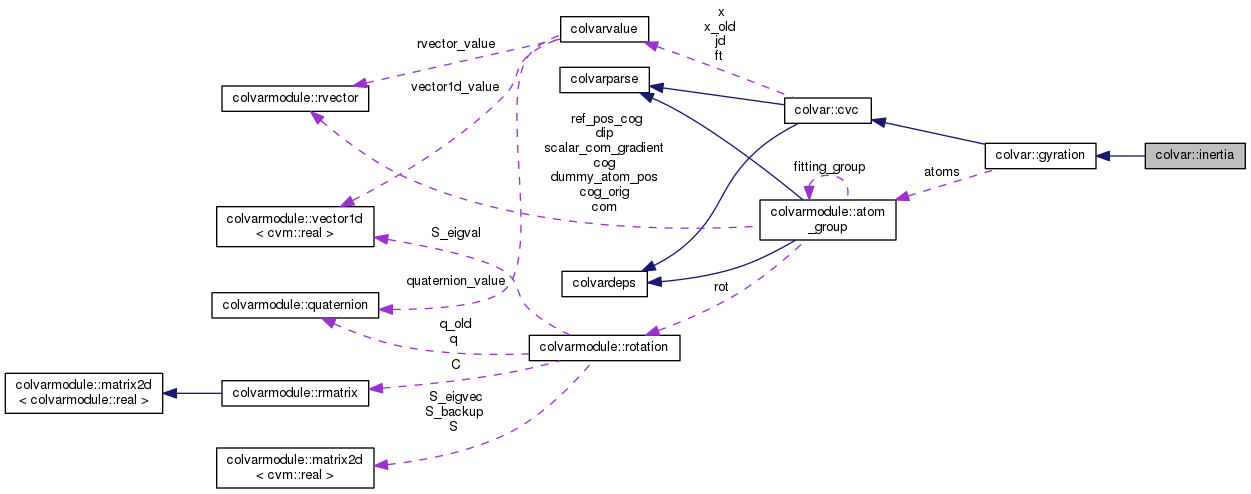 x
x_old
jd
ft
colvarvalue
rvector_value
colvarparse
vector1d_value
colvarmodule::rvector
colvar::cvc
ref_pos_cog
dip
scalar_com_gradient
cog
dummy_atom_pos
cog_orig
com
colvar::gyration
colvar::inertia
fitting_group
atoms
colvarmodule::atom
_group
colvarmodule::vector1d
< cvm::real >
S_eigval
colvardeps
quaternion_value
rot
colvarmodule::quaternion
q_old
q
colvarmodule::rotation
C
colvarmodule::matrix2d
< colvarmodule::real >
colvarmodule::rmatrix
S_eigvec
S_backup
S
colvarmodule::matrix2d
< cvm::real >